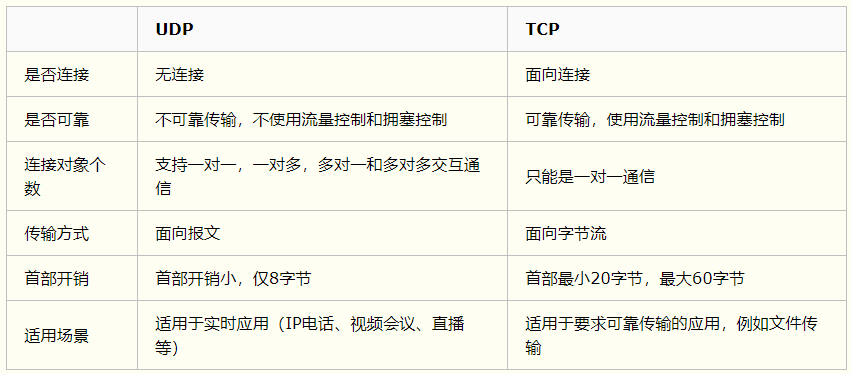 UDP TCP
是否连接 无连接 面向连接
是否可靠 不可靠传输，不使用流量控制和拥塞控制 可靠传输，使用流量控制和拥塞控制
连接对象个
数
支持一对一，一对多，多对一和多对多交互通
信
只能是一对一通信
传输方式 面向报文 面向字节流
首部开销 首部开销小，仅8字节 首部最小20字节，最大60字节
适用场景
适用于实时应用（IP电话、视频会议、直播
等）
适用于要求可靠传输的应用，例如文件传
输